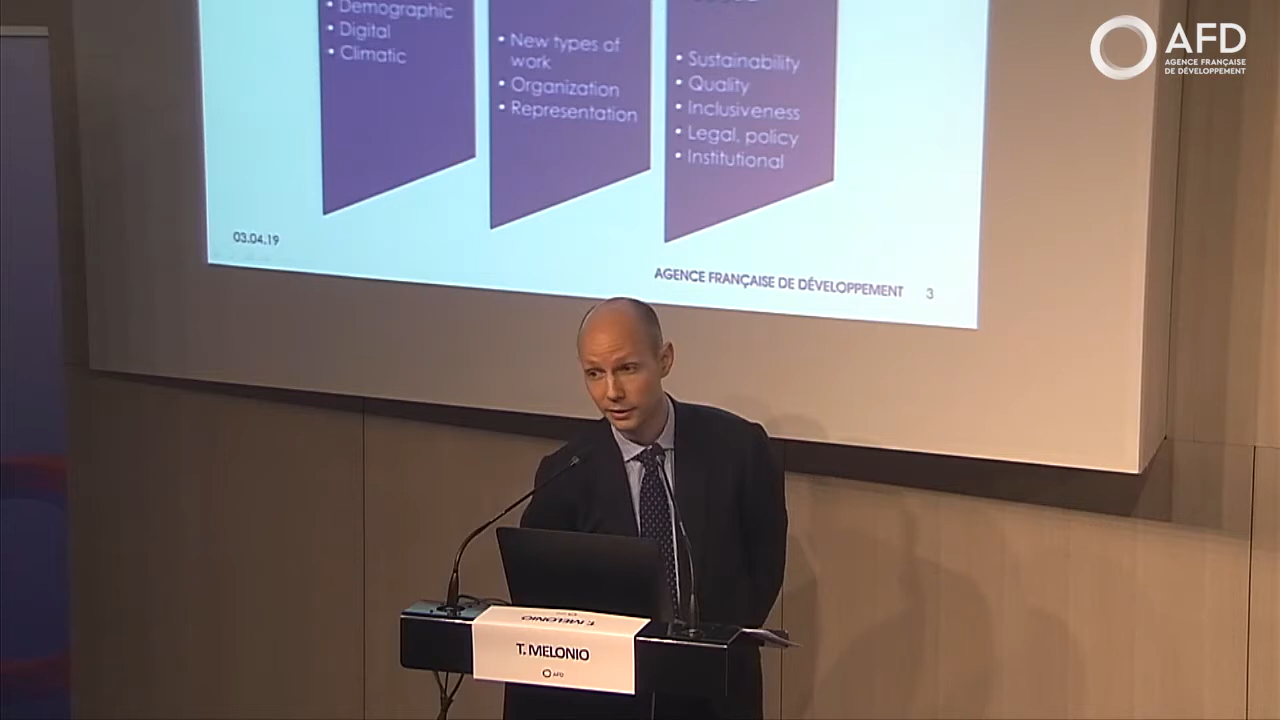 • Demographic
• Digital
• Climatic
• New types of
work
• Organization
• Representation
• Sustainability
• Quality
• Inclusiveness
• Legal, policy
• Institutional
03.04.19
AGENCE FRANÇAISE DE DÉVELOPPEMENT 3
AFD
AGENCE FRANÇAISE
DE DÉVELOPPEMENT
T. MELONIO
T. MELONIO
AFD